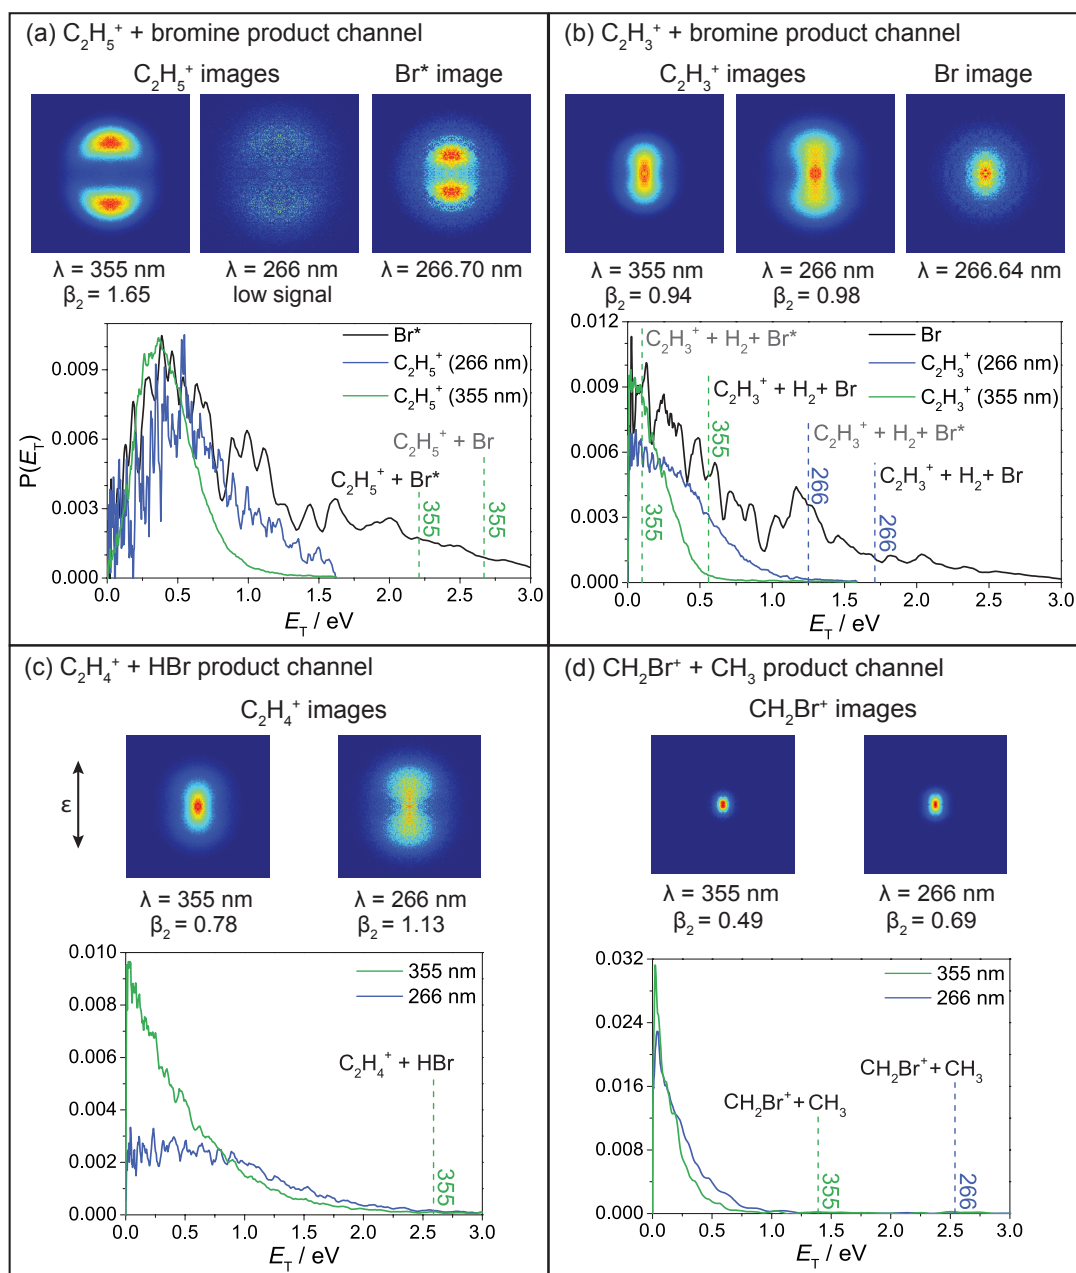 (a) C₂H₅⁺ + bromine product channel
C₂H₅⁺ images
Br* image
λ = 355 nm
β₂ = 1.65
λ = 266 nm
low signal
λ = 266.70 nm
P(E_T)
0.009
0.006
0.003
0.000
Br*
C₂H₅⁺ (266 nm)
C₂H₅⁺ (355 nm)
C₂H₅⁺ + Br
C₂H₅⁺ + Br*
355
355
0.0 0.5 1.0 1.5 2.0 2.5 3.0
E_T / eV
(b) C₂H₃⁺ + bromine product channel
C₂H₃⁺ images
Br image
λ = 355 nm
β₂ = 0.94
λ = 266 nm
β₂ = 0.98
λ = 266.64 nm
0.012
0.009
0.006
0.003
0.000
Br
C₂H₃⁺ (266 nm)
C₂H₃⁺ (355 nm)
C₂H₃⁺ + H₂+ Br*
C₂H₃⁺ + H₂+ Br
C₂H₃⁺ + H₂+ Br*
C₂H₃⁺ + H₂+ Br
355
355
266
266
0.0 0.5 1.0 1.5 2.0 2.5 3.0
E_T / eV
(c) C₂H₄⁺ + HBr product channel
C₂H₄⁺ images
ε
λ = 355 nm
β₂ = 0.78
λ = 266 nm
β₂ = 1.13
0.010
0.008
0.006
0.004
0.002
0.000
355 nm
266 nm
C₂H₄⁺ + HBr
355
0.0 0.5 1.0 1.5 2.0 2.5 3.0
E_T / eV
(d) CH₂Br⁺ + CH₃ product channel
CH₂Br⁺ images
λ = 355 nm
β₂ = 0.49
λ = 266 nm
β₂ = 0.69
0.032
0.024
0.016
0.008
0.000
355 nm
266 nm
CH₂Br⁺ + CH₃
CH₂Br⁺ + CH₃
355
266
0.0 0.5 1.0 1.5 2.0 2.5 3.0
E_T / eV